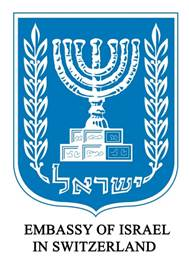 ישראל
EMBASSY OF ISRAEL
IN SWITZERLAND